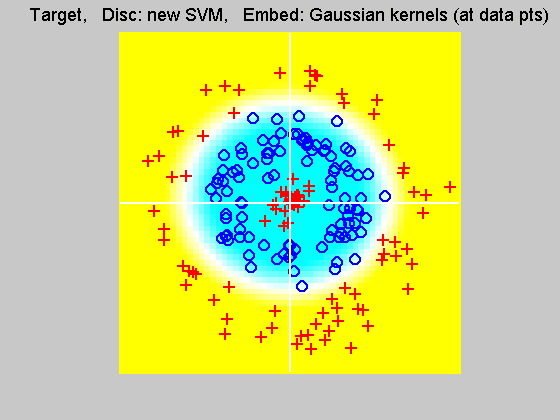 Target, Disc: new SVM, Embed: Gaussian kernels (at data pts)